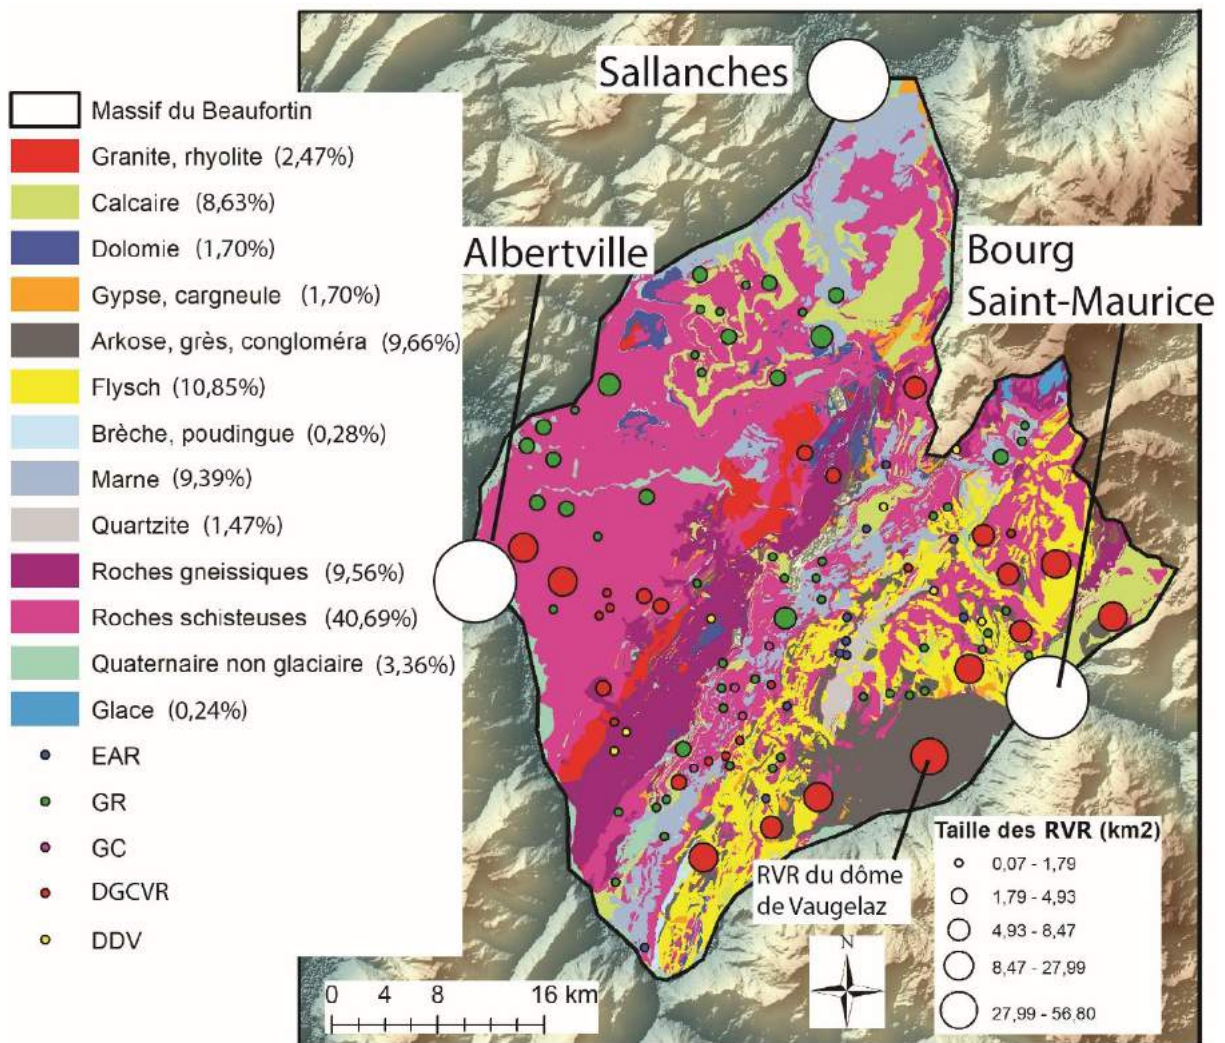 Sallanches
Albertville
Bourg
Saint-Maurice
Massif du Beaufortin
Granite, rhyolite (2,47%)
Calcaire (8,63%)
Dolomie (1,70%)
Gypse, cargneule (1,70%)
Arkose, grès, congloméra (9,66%)
Flysch (10,85%)
Brèche, poudingue (0,28%)
Marne (9,39%)
Quartzite (1,47%)
Roches gneissiques (9,56%)
Roches schisteuses (40,69%)
Quaternaire non glaciaire (3,36%)
Glace (0,24%)
EAR
GR
GC
DGCVR
DDV
RVR du dôme
de Vaugelaz
Taille des RVR (km2)
0,07 - 1,79
1,79 - 4,93
4,93 - 8,47
8,47 - 27,99
27,99 - 56,80
N
0 4 8 16 km